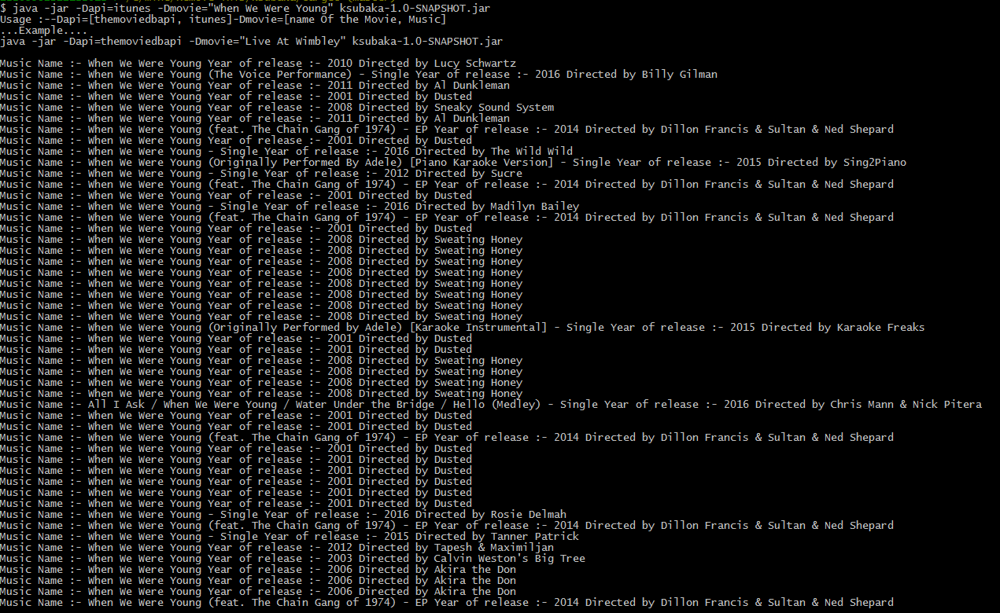 $ java -jar -Dapi=itunes -Dmovie="When We Were Young" ksubaka-1.0-SNAPSHOT.jar
Usage :--Dapi=[themoviedbapi, itunes]-Dmovie=[name Of the Movie, Music]
...Example....
java -jar -Dapi=themoviedbapi -Dmovie="Live At Wimbley" ksubaka-1.0-SNAPSHOT.jar
Music Name :- When We Were Young Year of release :- 2010 Directed by Lucy Schwartz
Music Name :- When We Were Young (The Voice Performance) - Single Year of release :- 2016 Directed by Billy Gilman
Music Name :- When We Were Young Year of release :- 2011 Directed by Al Dunkleman
Music Name :- When We Were Young Year of release :- 2001 Directed by Dusted
Music Name :- When We Were Young Year of release :- 2008 Directed by Sneaky Sound System
Music Name :- When We Were Young Year of release :- 2011 Directed by Al Dunkleman
Music Name :- When We Were Young (feat. The Chain Gang of 1974) - EP Year of release :- 2014 Directed by Dillon Francis & Sultan & Ned Shepard
Music Name :- When We Were Young Year of release :- 2001 Directed by Dusted
Music Name :- When We Were Young - Single Year of release :- 2016 Directed by The Wild Wild
Music Name :- When We Were Young (Originally Performed By Adele) [Piano Karaoke Version] - Single Year of release :- 2015 Directed by Sing2Piano
Music Name :- When We Were Young - Single Year of release :- 2012 Directed by Sucre
Music Name :- When We Were Young (feat. The Chain Gang of 1974) - EP Year of release :- 2014 Directed by Dillon Francis & Sultan & Ned Shepard
Music Name :- When We Were Young Year of release :- 2001 Directed by Dusted
Music Name :- When We Were Young - Single Year of release :- 2016 Directed by Madilyn Bailey
Music Name :- When We Were Young (feat. The Chain Gang of 1974) - EP Year of release :- 2014 Directed by Dillon Francis & Sultan & Ned Shepard
Music Name :- When We Were Young Year of release :- 2001 Directed by Dusted
Music Name :- When We Were Young Year of release :- 2008 Directed by Sweating Honey
Music Name :- When We Were Young Year of release :- 2008 Directed by Sweating Honey
Music Name :- When We Were Young Year of release :- 2008 Directed by Sweating Honey
Music Name :- When We Were Young Year of release :- 2008 Directed by Sweating Honey
Music Name :- When We Were Young Year of release :- 2008 Directed by Sweating Honey
Music Name :- When We Were Young Year of release :- 2008 Directed by Sweating Honey
Music Name :- When We Were Young Year of release :- 2008 Directed by Sweating Honey
Music Name :- When We Were Young Year of release :- 2008 Directed by Sweating Honey
Music Name :- When We Were Young (Originally Performed by Adele) [Karaoke Instrumental] - Single Year of release :- 2015 Directed by Karaoke Freaks
Music Name :- When We Were Young Year of release :- 2001 Directed by Dusted
Music Name :- When We Were Young Year of release :- 2001 Directed by Dusted
Music Name :- When We Were Young Year of release :- 2008 Directed by Sweating Honey
Music Name :- When We Were Young Year of release :- 2008 Directed by Sweating Honey
Music Name :- When We Were Young Year of release :- 2008 Directed by Sweating Honey
Music Name :- When We Were Young Year of release :- 2008 Directed by Sweating Honey
Music Name :- All I Ask / When We Were Young / Water Under the Bridge / Hello (Medley) - Single Year of release :- 2016 Directed by Chris Mann & Nick Pitera
Music Name :- When We Were Young Year of release :- 2001 Directed by Dusted
Music Name :- When We Were Young Year of release :- 2001 Directed by Dusted
Music Name :- When We Were Young (feat. The Chain Gang of 1974) - EP Year of release :- 2014 Directed by Dillon Francis & Sultan & Ned Shepard
Music Name :- When We Were Young Year of release :- 2001 Directed by Dusted
Music Name :- When We Were Young Year of release :- 2001 Directed by Dusted
Music Name :- When We Were Young Year of release :- 2001 Directed by Dusted
Music Name :- When We Were Young Year of release :- 2001 Directed by Dusted
Music Name :- When We Were Young Year of release :- 2001 Directed by Dusted
Music Name :- When We Were Young Year of release :- 2001 Directed by Dusted
Music Name :- When We Were Young - Single Year of release :- 2016 Directed by Rosie Delmah
Music Name :- When We Were Young (feat. The Chain Gang of 1974) - EP Year of release :- 2014 Directed by Dillon Francis & Sultan & Ned Shepard
Music Name :- When We Were Young - Single Year of release :- 2015 Directed by Tanner Patrick
Music Name :- When We Were Young Year of release :- 2012 Directed by Tapesh & Maximiljan
Music Name :- When We Were Young Year of release :- 2003 Directed by Calvin Weston's Big Tree
Music Name :- When We Were Young Year of release :- 2006 Directed by Akira the Don
Music Name :- When We Were Young Year of release :- 2006 Directed by Akira the Don
Music Name :- When We Were Young Year of release :- 2006 Directed by Akira the Don
Music Name :- When We Were Young (feat. The Chain Gang of 1974) - EP Year of release :- 2014 Directed by Dillon Francis & Sultan & Ned Shepard